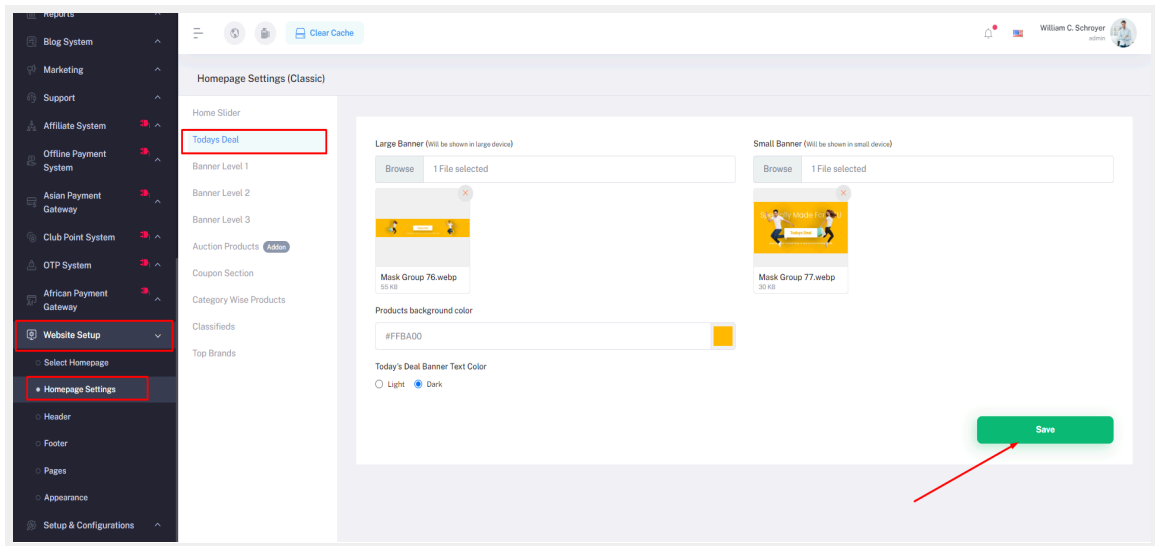 Reports
Blog System
Marketing
Support
Affiliate System
Offline Payment
System
Asian Payment
Gateway
Club Point System
OTP System
African Payment
Gateway
Website Setup
Select Homepage
Homepage Settings
Header
Footer
Pages
Appearance
Setup & Configurations
Clear Cache
William C. Schroyer
admin
Homepage Settings (Classic)
Home Slider
Todays Deal
Banner Level 1
Banner Level 2
Banner Level 3
Auction Products Addon
Coupon Section
Category Wise Products
Classifieds
Top Brands
Large Banner (Will be shown in large device)
Browse 1 File selected
Mask Group 76.webp
55 KB
Small Banner (Will be shown in small device)
Browse 1 File selected
Todays Deal
Mask Group 77.webp
30 KB
Products background color
#FFBA00
Today's Deal Banner Text Color
Light Dark
Save